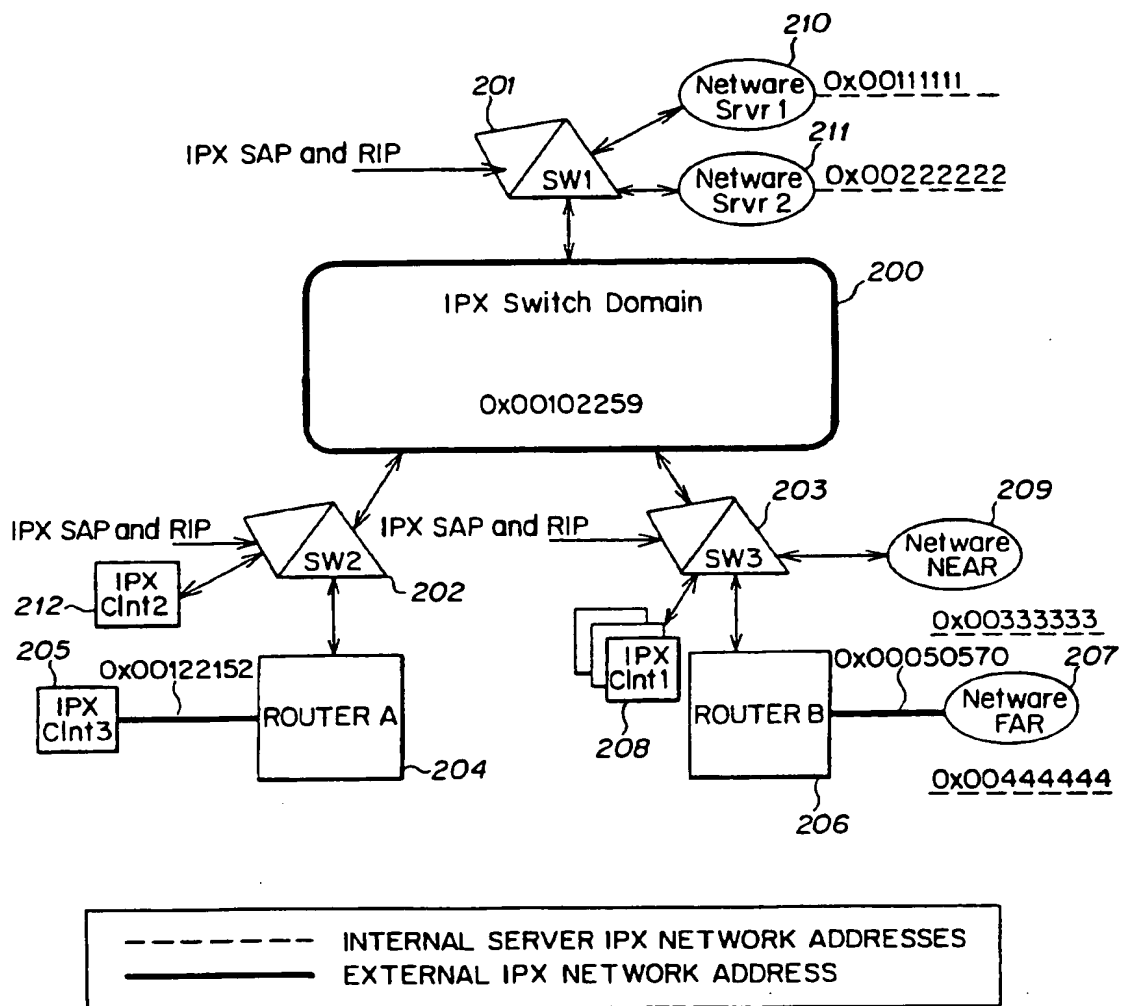 210
Netware
Srvr 1
0x00111111
201
211
IPX SAP and RIP
SW1
Netware
Srvr 2
0x00222222
200
IPX Switch Domain
0x00102259
203
209
IPX SAP and RIP
SW2
IPX SAP and RIP
SW3
Netware
NEAR
IPX
Clnt2
212
202
0x00333333
205
0x00122152
IPX
Clnt3
ROUTER A
204
IPX
Clnt1
208
ROUTER B
206
0x00050570
207
Netware
FAR
0x00444444
INTERNAL SERVER IPX NETWORK ADDRESSES
EXTERNAL IPX NETWORK ADDRESS